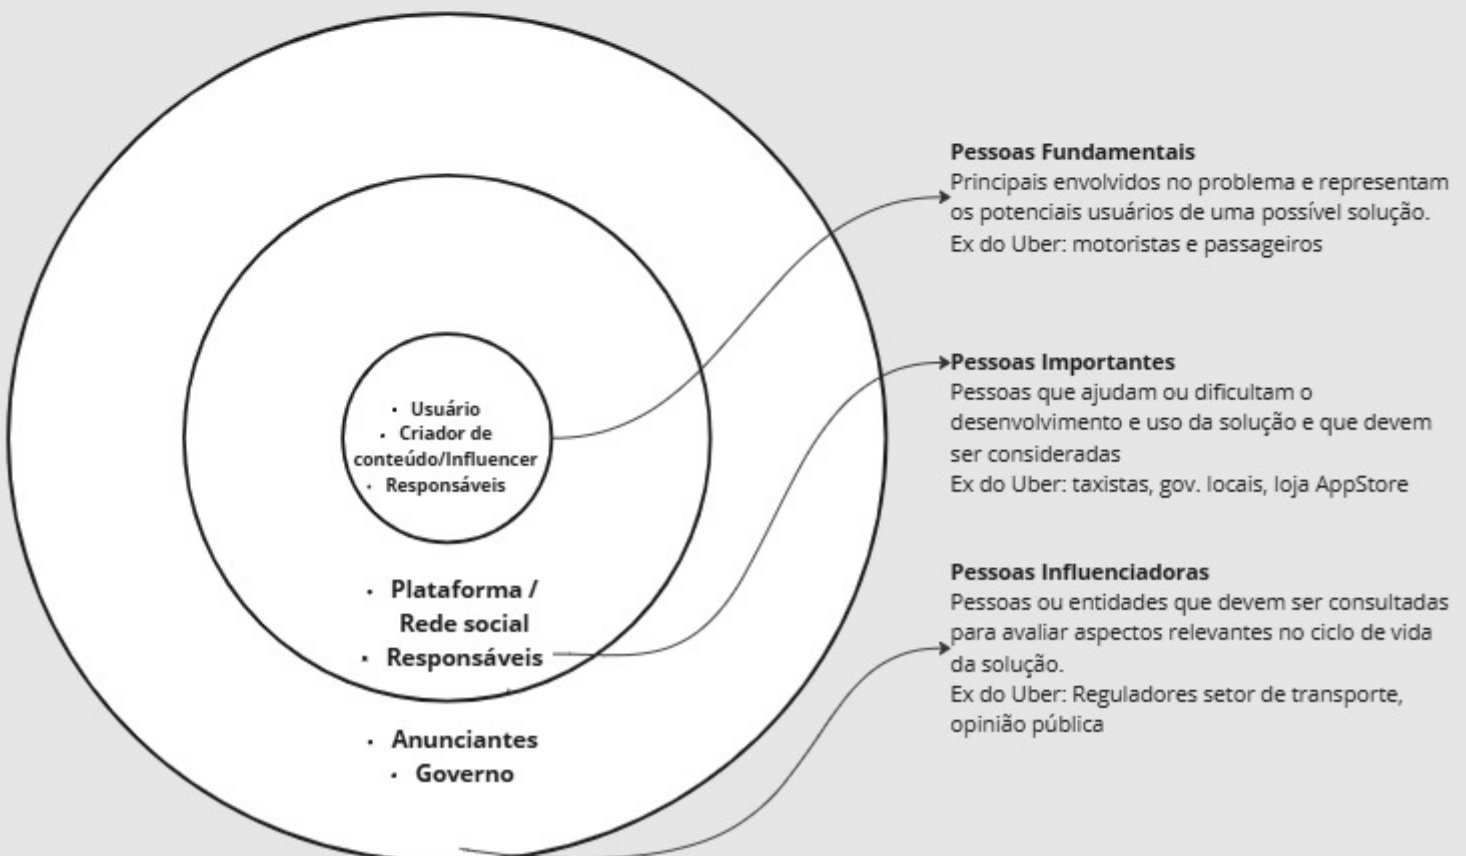 • Usuário
• Criador de
conteúdo/Influencer
• Responsáveis
• Plataforma /
Rede social
• Responsáveis
• Anunciantes
• Governo
Pessoas Fundamentais
Principais envolvidos no problema e representam
os potenciais usuários de uma possível solução.
Ex do Uber: motoristas e passageiros
Pessoas Importantes
Pessoas que ajudam ou dificultam o
desenvolvimento e uso da solução e que devem
ser consideradas
Ex do Uber: taxistas, gov. locais, loja AppStore
Pessoas Influenciadoras
Pessoas ou entidades que devem ser consultadas
para avaliar aspectos relevantes no ciclo de vida
da solução.
Ex do Uber: Reguladores setor de transporte,
opinião pública